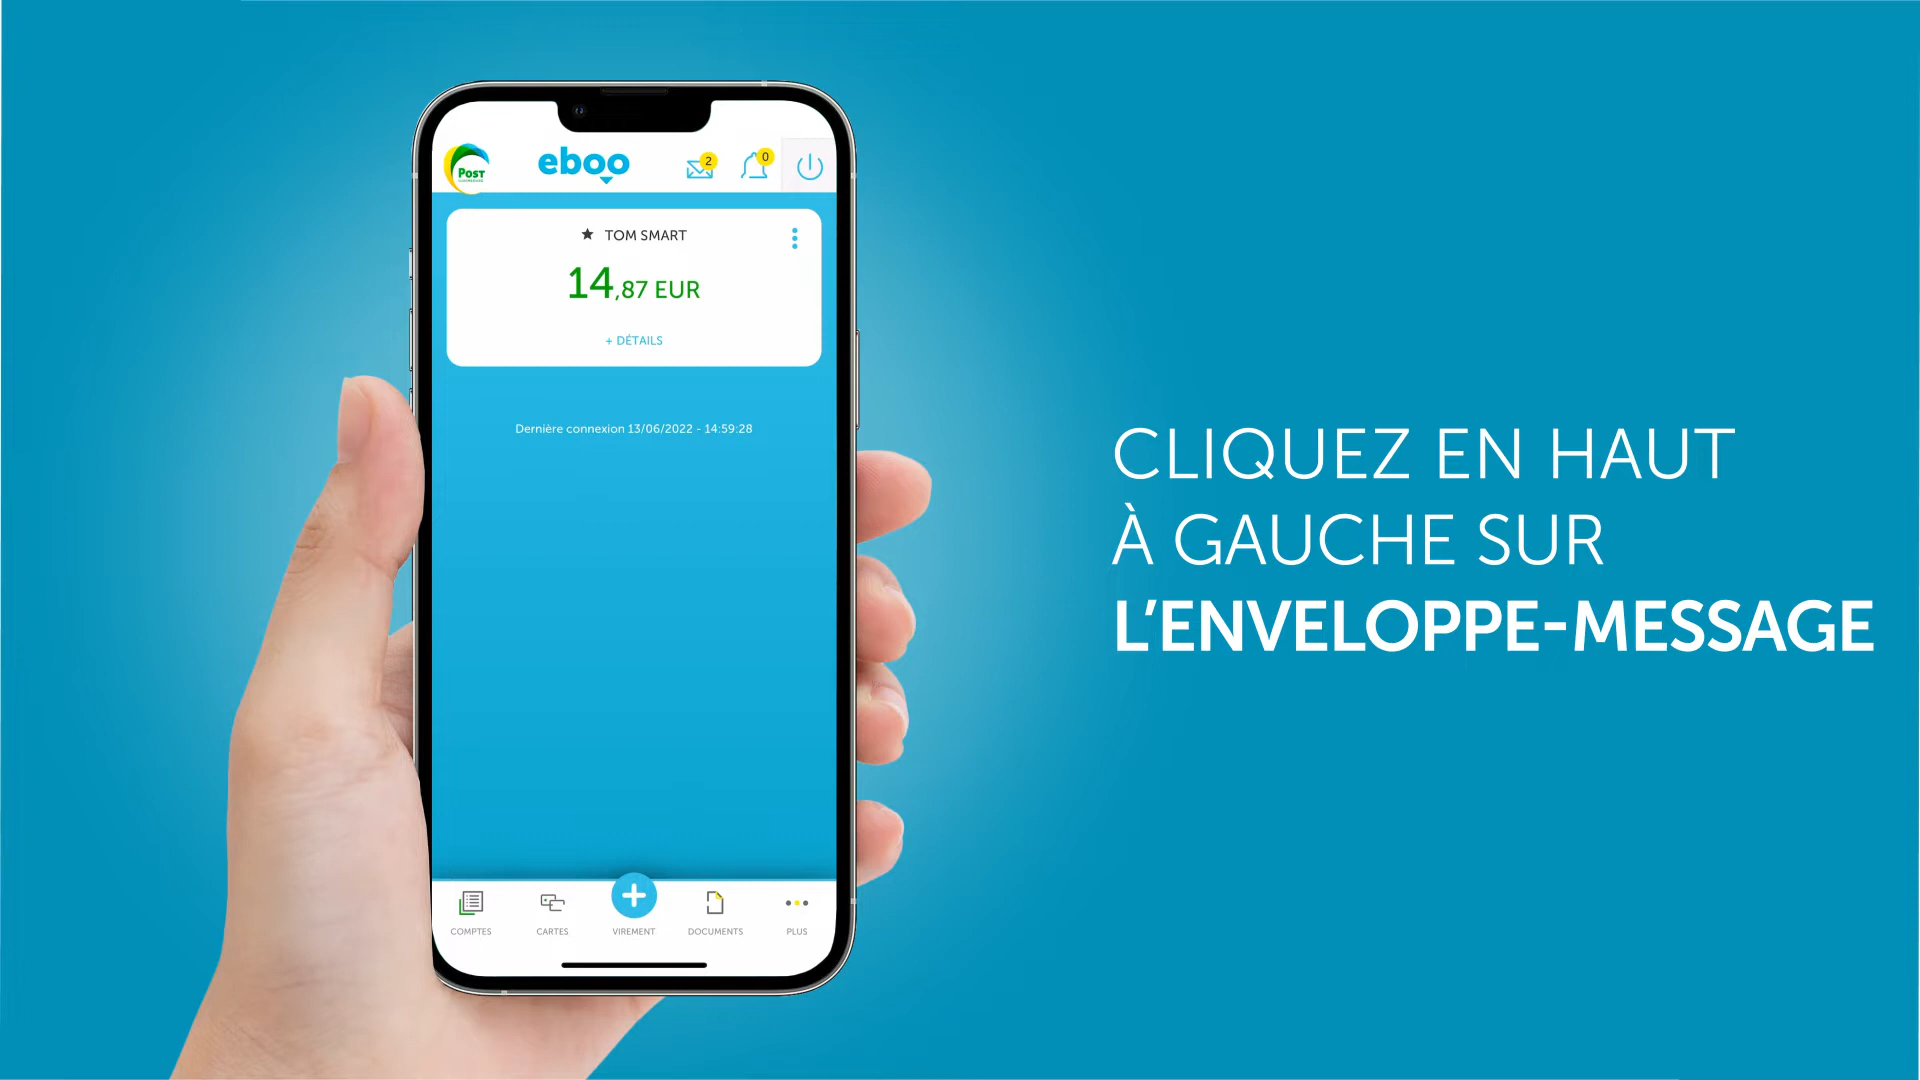 POST
eboo
2
0
TOM SMART
14,87 EUR
+ DÉTAILS
Dernière connexion 13/06/2022 - 14:59:28
COMPTES
CARTES
VIREMENT
DOCUMENTS
PLUS
CLIQUEZ EN HAUT
À GAUCHE SUR
L’ENVELOPPE-MESSAGE